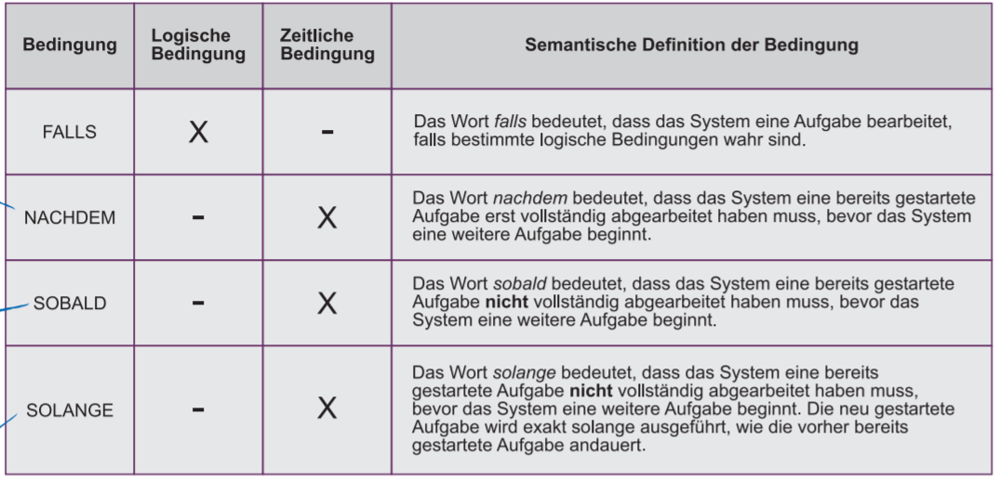 Bedingung
Logische
Bedingung
Zeitliche
Bedingung
Semantische Definition der Bedingung
FALLS
X
-
Das Wort falls bedeutet, dass das System eine Aufgabe bearbeitet,
falls bestimmte logische Bedingungen wahr sind.
NACHDEM
-
X
Das Wort nachdem bedeutet, dass das System eine bereits gestartete
Aufgabe erst vollständig abgearbeitet haben muss, bevor das System
eine weitere Aufgabe beginnt.
SOBALD
-
X
Das Wort sobald bedeutet, dass das System eine bereits gestartete
Aufgabe nicht vollständig abgearbeitet haben muss, bevor das
System eine weitere Aufgabe beginnt.
SOLANGE
-
X
Das Wort solange bedeutet, dass das System eine bereits
gestartete Aufgabe nicht vollständig abgearbeitet haben muss,
bevor das System eine weitere Aufgabe beginnt. Die neu gestartete
Aufgabe wird exakt solange ausgeführt, wie die vorher bereits
gestartete Aufgabe andauert.